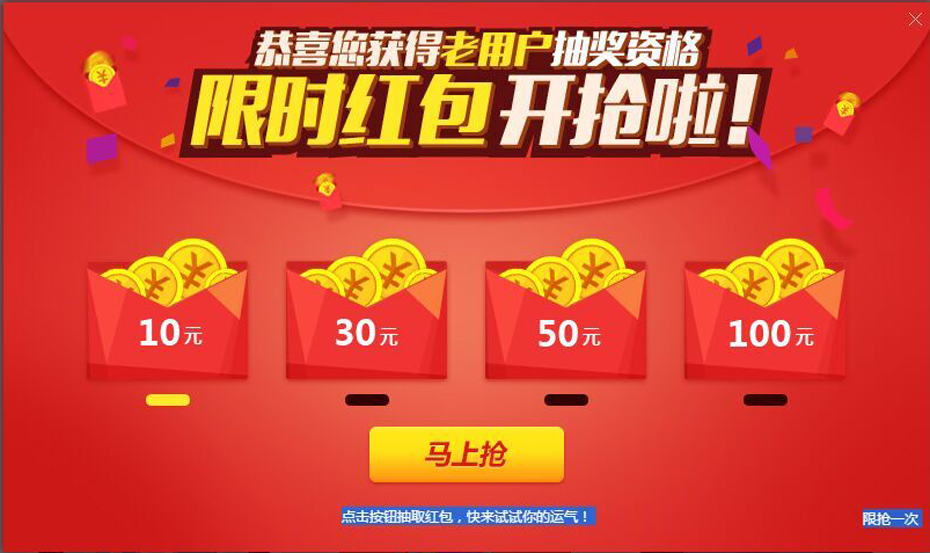 恭喜您获得老用户抽奖资格
限时红包开抢啦！
10元
30元
50元
100元
马上抢
点击按钮抽取红包，快来试试你的运气！
限抢一次